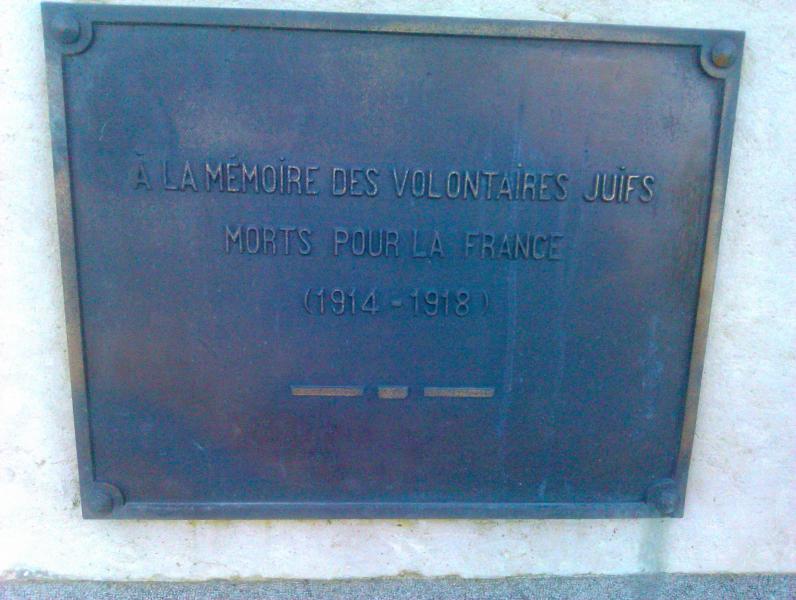 À LA MÉMOIRE DES VOLONTAIRES JUIFS
MORTS POUR LA FRANCE
(1914 - 1918)